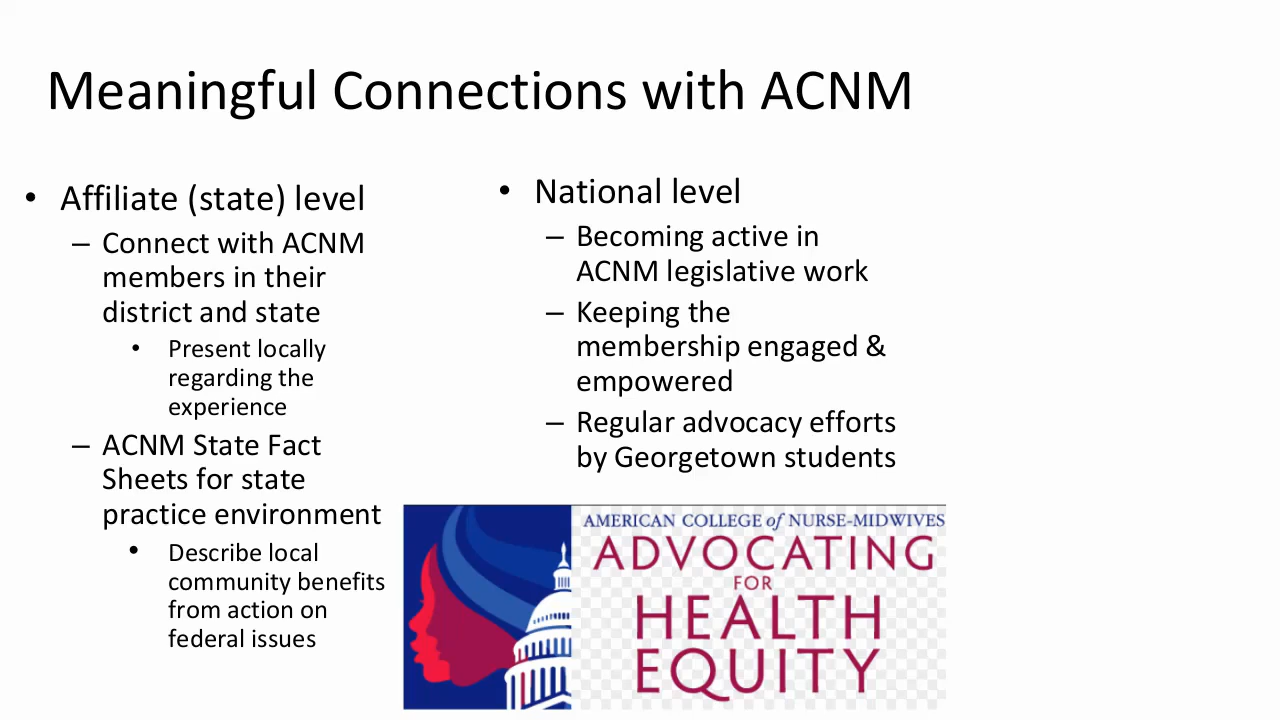 Meaningful Connections with ACNM
• Affiliate (state) level
– Connect with ACNM
members in their
district and state
• Present locally
regarding the
experience
– ACNM State Fact
Sheets for state
practice environment
• Describe local
community benefits
from action on
federal issues
• National level
– Becoming active in
ACNM legislative work
– Keeping the
membership engaged &
empowered
– Regular advocacy efforts
by Georgetown students
AMERICAN COLLEGE of NURSE-MIDWIVES
ADVOCATING
FOR
HEALTH
EQUITY